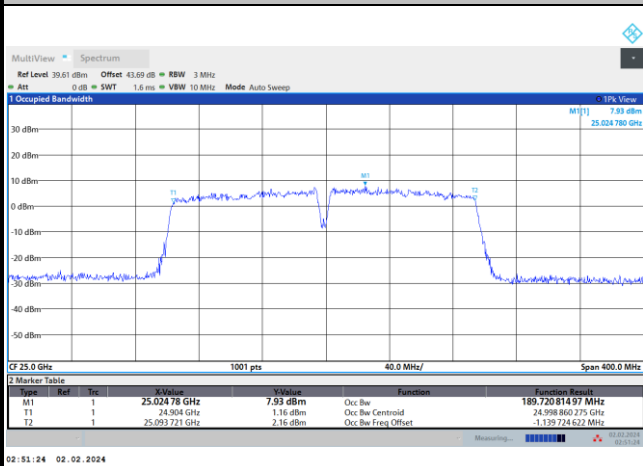 MultiView Spectrum
Ref Level 39.61 dBm Offset 43.69 dB RBW 3 MHz
Att 0 dB SWT 1.6 ms VBW 10 MHz Mode Auto Sweep
1 Occupied Bandwidth 1Pk View
M1[1] 7.93 dBm
25.024 780 GHz
30 dBm
20 dBm
10 dBm
M1
T1
T2
0 dBm
-10 dBm
-20 dBm
-30 dBm
-40 dBm
-50 dBm
CF 25.0 GHz 1001 pts 40.0 MHz/ Span 400.0 MHz
2 Marker Table
Type Ref Trc X-Value Y-Value Function Function Result
M1 1 25.024 78 GHz 7.93 dBm Occ Bw 189.720 814 97 MHz
T1 1 24.904 GHz 1.16 dBm Occ Bw Centroid 24.998 860 275 GHz
T2 1 25.093 721 GHz 2.16 dBm Occ Bw Freq Offset -1.139 724 622 MHz
Measuring... 02.02.2024
02:51:24
02:51:24 02.02.2024